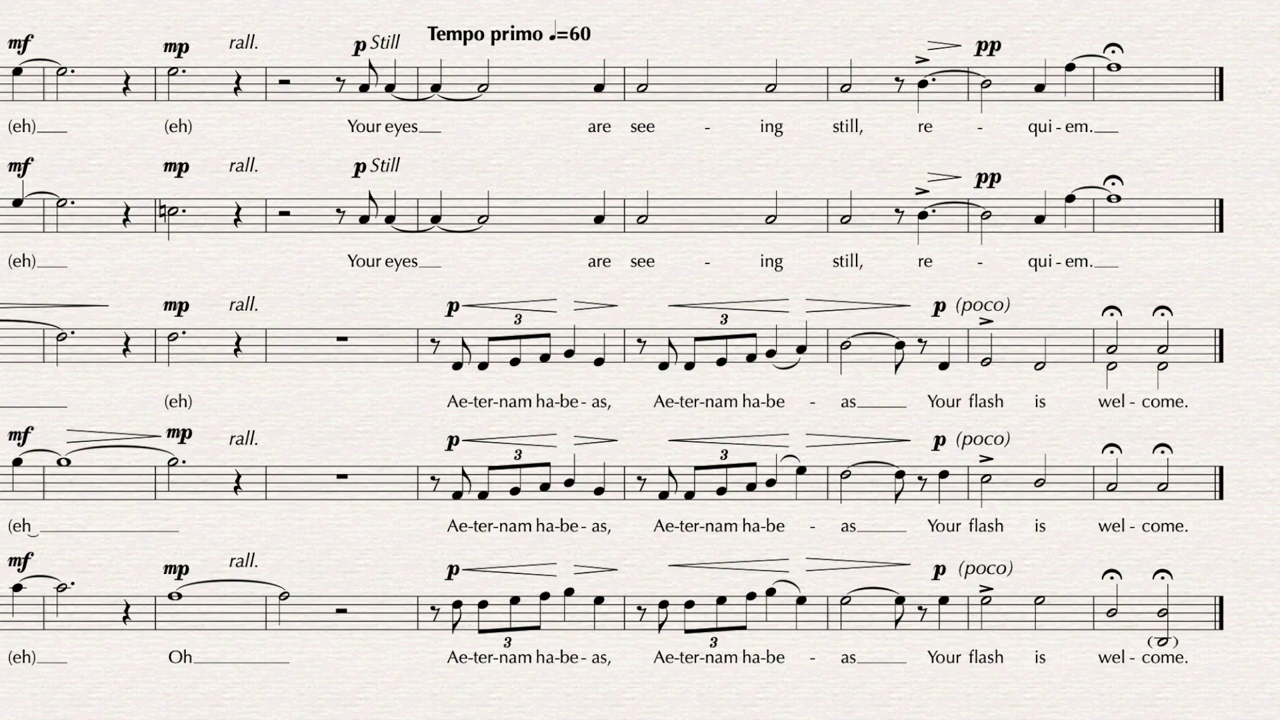 Tempo primo ♩=60
mf mp rall. p Still pp
(eh) (eh) Your eyes are see - ing still, re - qui - em.
mf mp rall. p Still pp
(eh) (eh) Your eyes are see - ing still, re - qui - em.
mp rall. p 3 3 p (poco)
(eh) Ae-ter-nam ha-be - as, Ae-ter-nam ha-be - as Your flash is wel - come.
mf mp rall. p 3 3 p (poco)
(eh Ae-ter-nam ha-be - as, Ae-ter-nam ha-be - as Your flash is wel - come.
mf mp rall. p p (poco)
3 3
(eh) Oh Ae-ter-nam ha-be - as, Ae-ter-nam ha-be - as Your flash is wel - come.